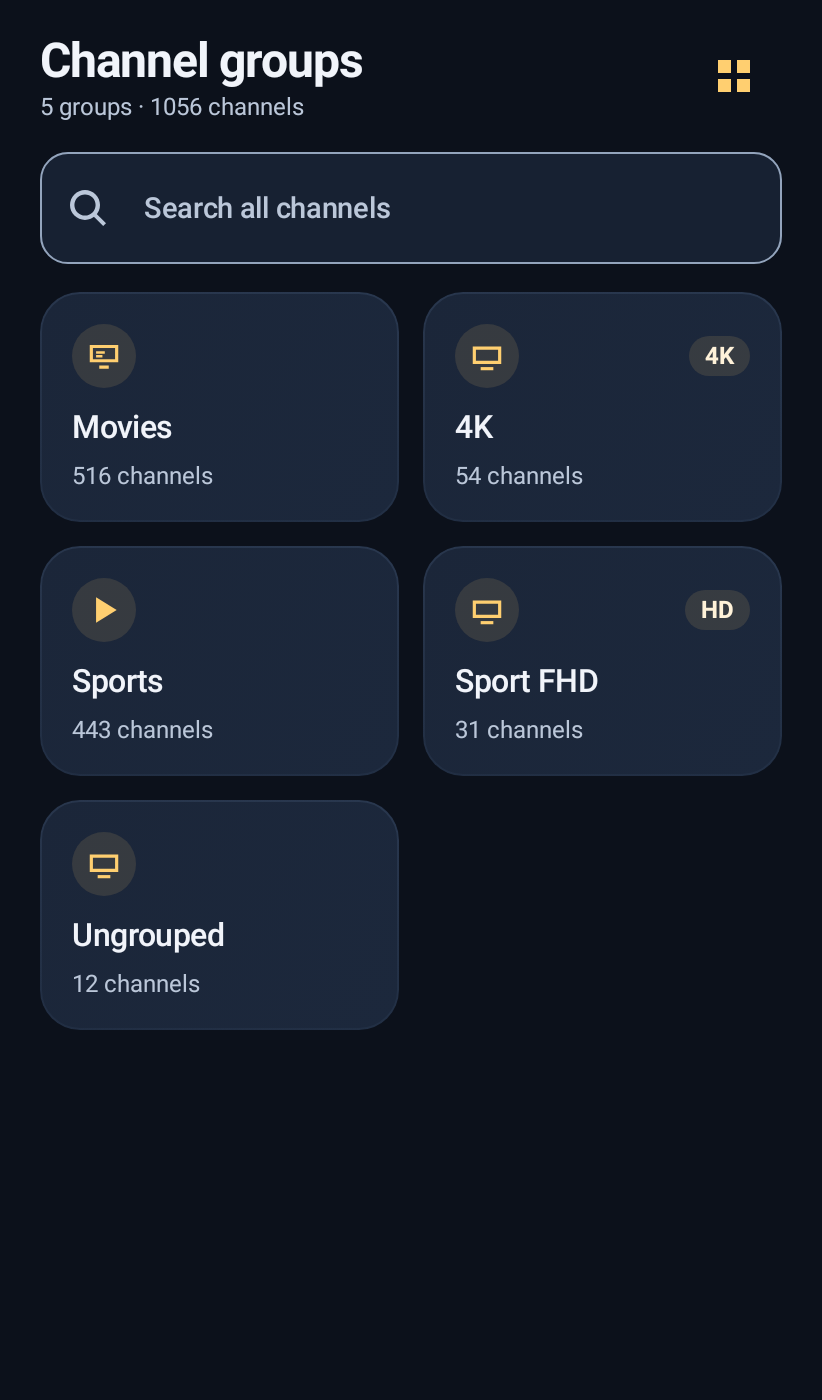 Channel groups
5 groups · 1056 channels
Search all channels
Movies
516 channels
4K
4K
54 channels
Sports
443 channels
HD
Sport FHD
31 channels
Ungrouped
12 channels